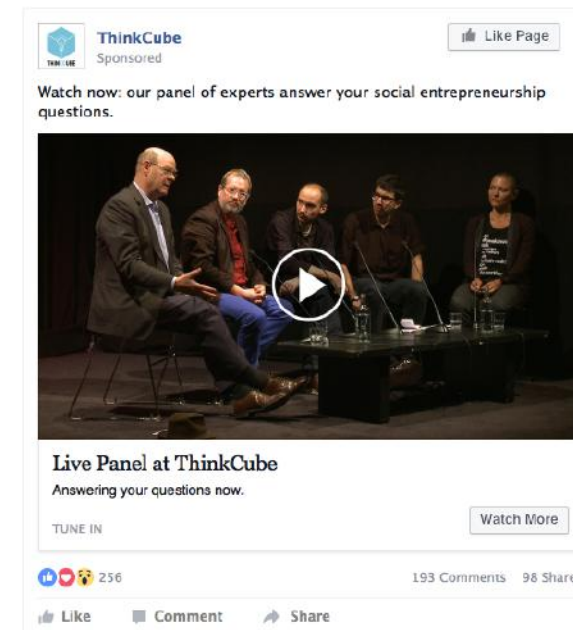 ThinkCube
Like Page
Sponsored
Watch now: our panel of experts answer your social entrepreneurship
questions.
Live Panel at ThinkCube
Answering your questions now.
TUNE IN
Watch More
256
193 Comments 98 Share
Like Comment Share